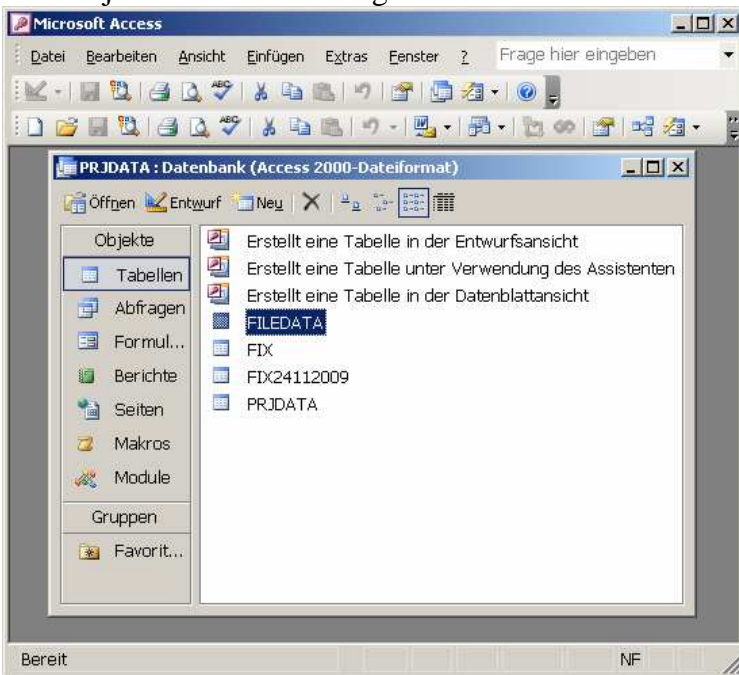 Microsoft Access
Datei Bearbeiten Ansicht Einfügen Extras Fenster ? Frage hier eingeben
PRJDATA : Datenbank (Access 2000-Dateiformat)
Öffnen Entwurf Neu
Objekte
Tabellen
Abfragen
Formul...
Berichte
Seiten
Makros
Module
Gruppen
Favorit...
Erstellt eine Tabelle in der Entwurfsansicht
Erstellt eine Tabelle unter Verwendung des Assistenten
Erstellt eine Tabelle in der Datenblattansicht
FILEDATA
FIX
FIX24112009
PRJDATA
Bereit NF